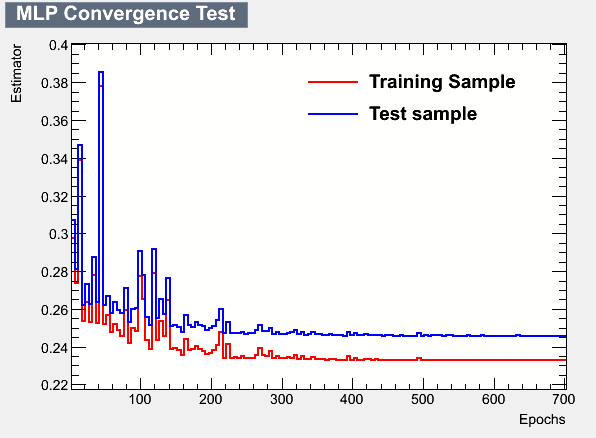 MLP Convergence Test
Estimator
0.4
0.38
0.36
0.34
0.32
0.3
0.28
0.26
0.24
0.22
Training Sample
Test sample
100 200 300 400 500 600 700
Epochs